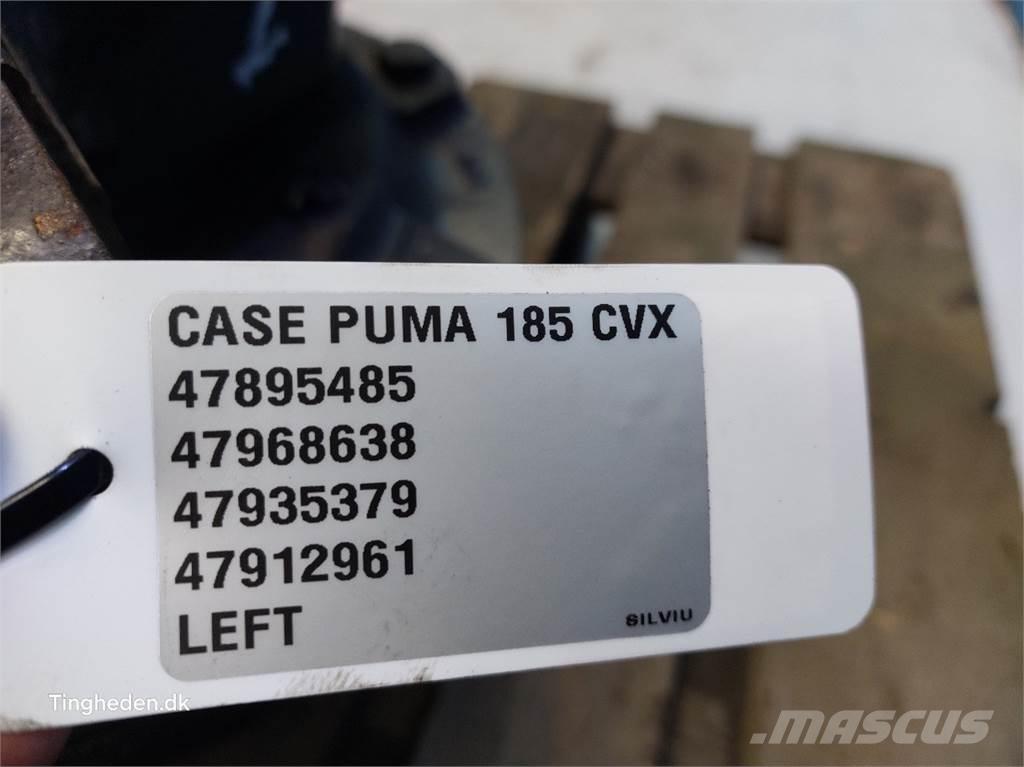 CASE PUMA 185 CVX
47895485
47968638
47935379
47912961
LEFT
SILVIU
Tingheden.dk
MASCUS